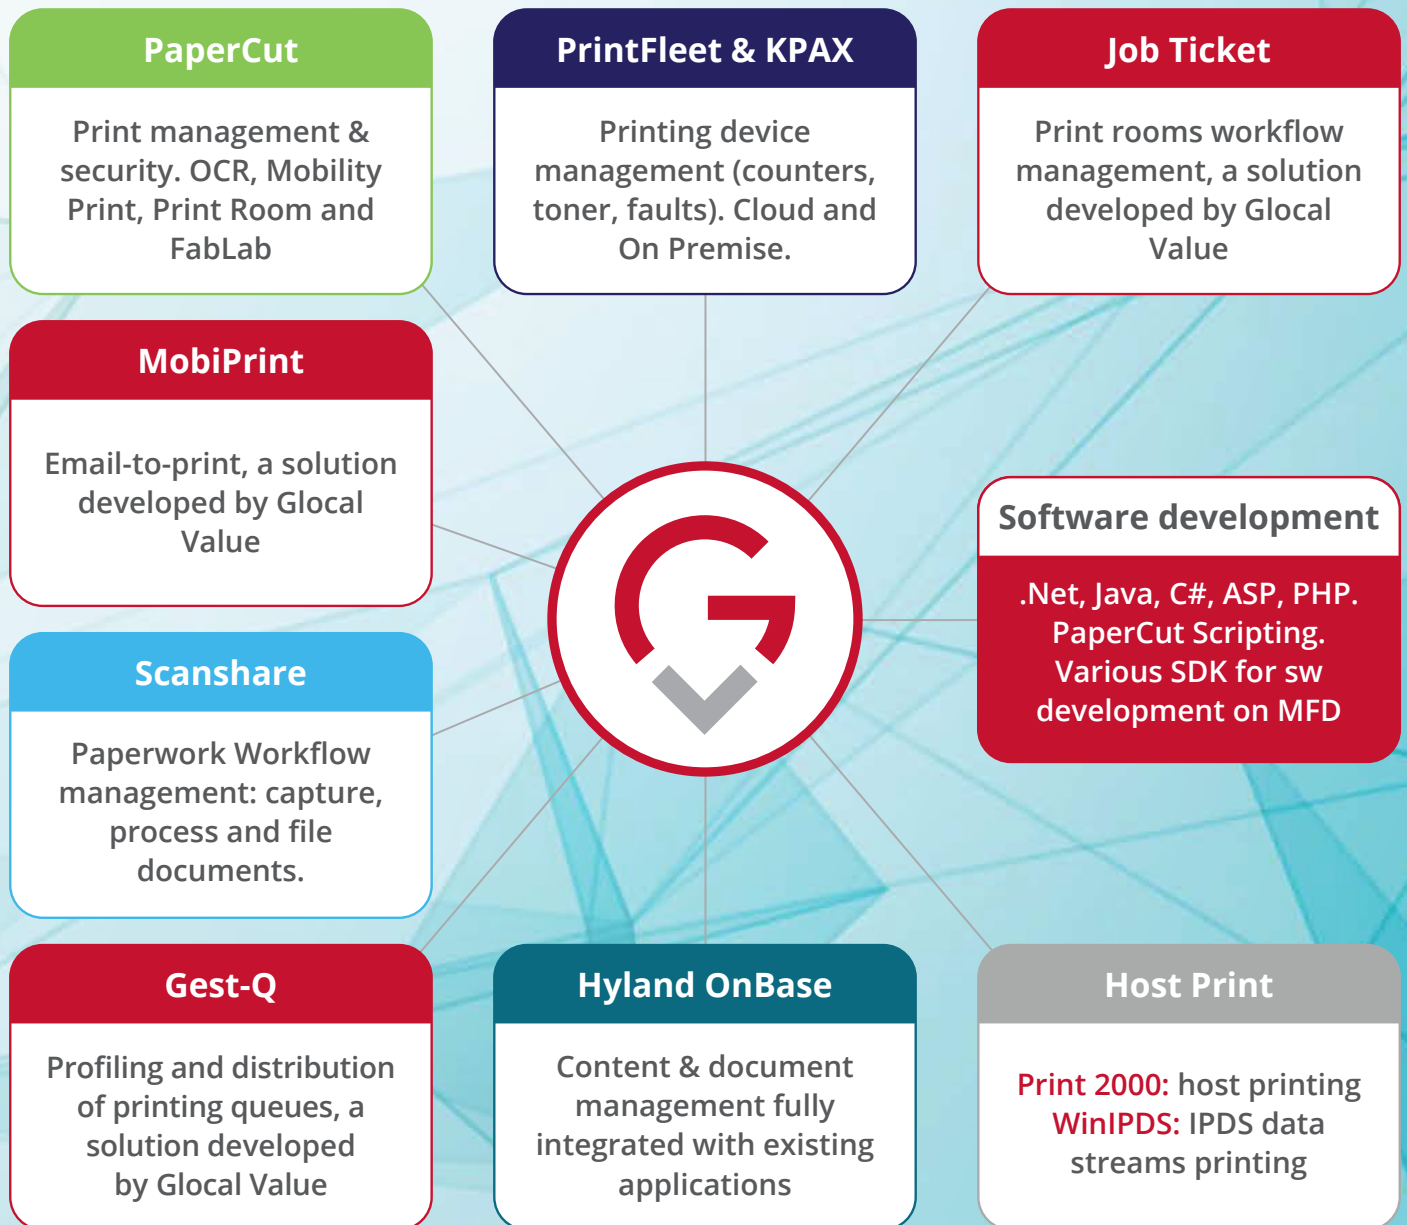 PaperCut
Print management &
security. OCR, Mobility
Print, Print Room and
FabLab
PrintFleet & KPAX
Printing device
management (counters,
toner, faults). Cloud and
On Premise.
Job Ticket
Print rooms workflow
management, a solution
developed by Glocal
Value
MobiPrint
Email-to-print, a solution
developed by Glocal
Value
Software development
.Net, Java, C#, ASP, PHP.
PaperCut Scripting.
Various SDK for sw
development on MFD
Scanshare
Paperwork Workflow
management: capture,
process and file
documents.
Gest-Q
Profiling and distribution
of printing queues, a
solution developed
by Glocal Value
Hyland OnBase
Content & document
management fully
integrated with existing
applications
Host Print
Print 2000: host printing
WinIPDS: IPDS data
streams printing